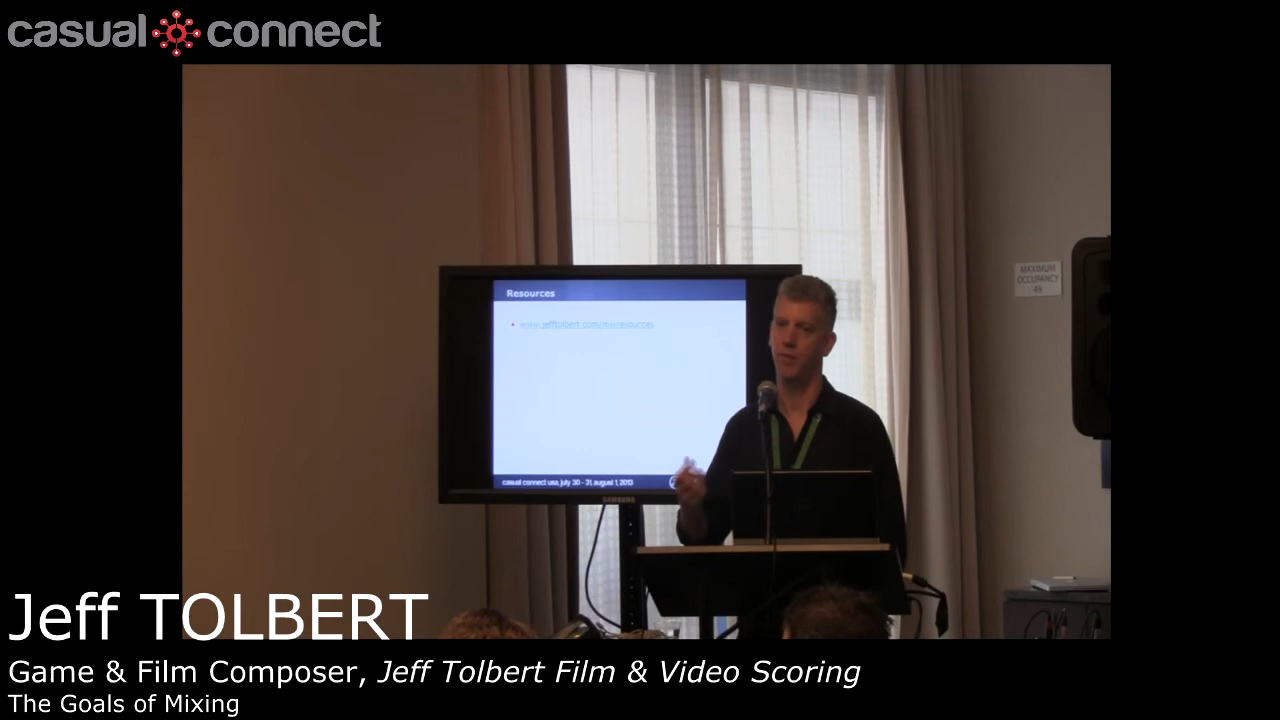 casual connect
MAXIMUM
OCCUPANCY
49
Resources
www.jefftolbert.com/mixresources
casual connect usa, july 30 - 31, august 1, 2013
SAMSUNG
Jeff TOLBERT
Game & Film Composer, Jeff Tolbert Film & Video Scoring
The Goals of Mixing